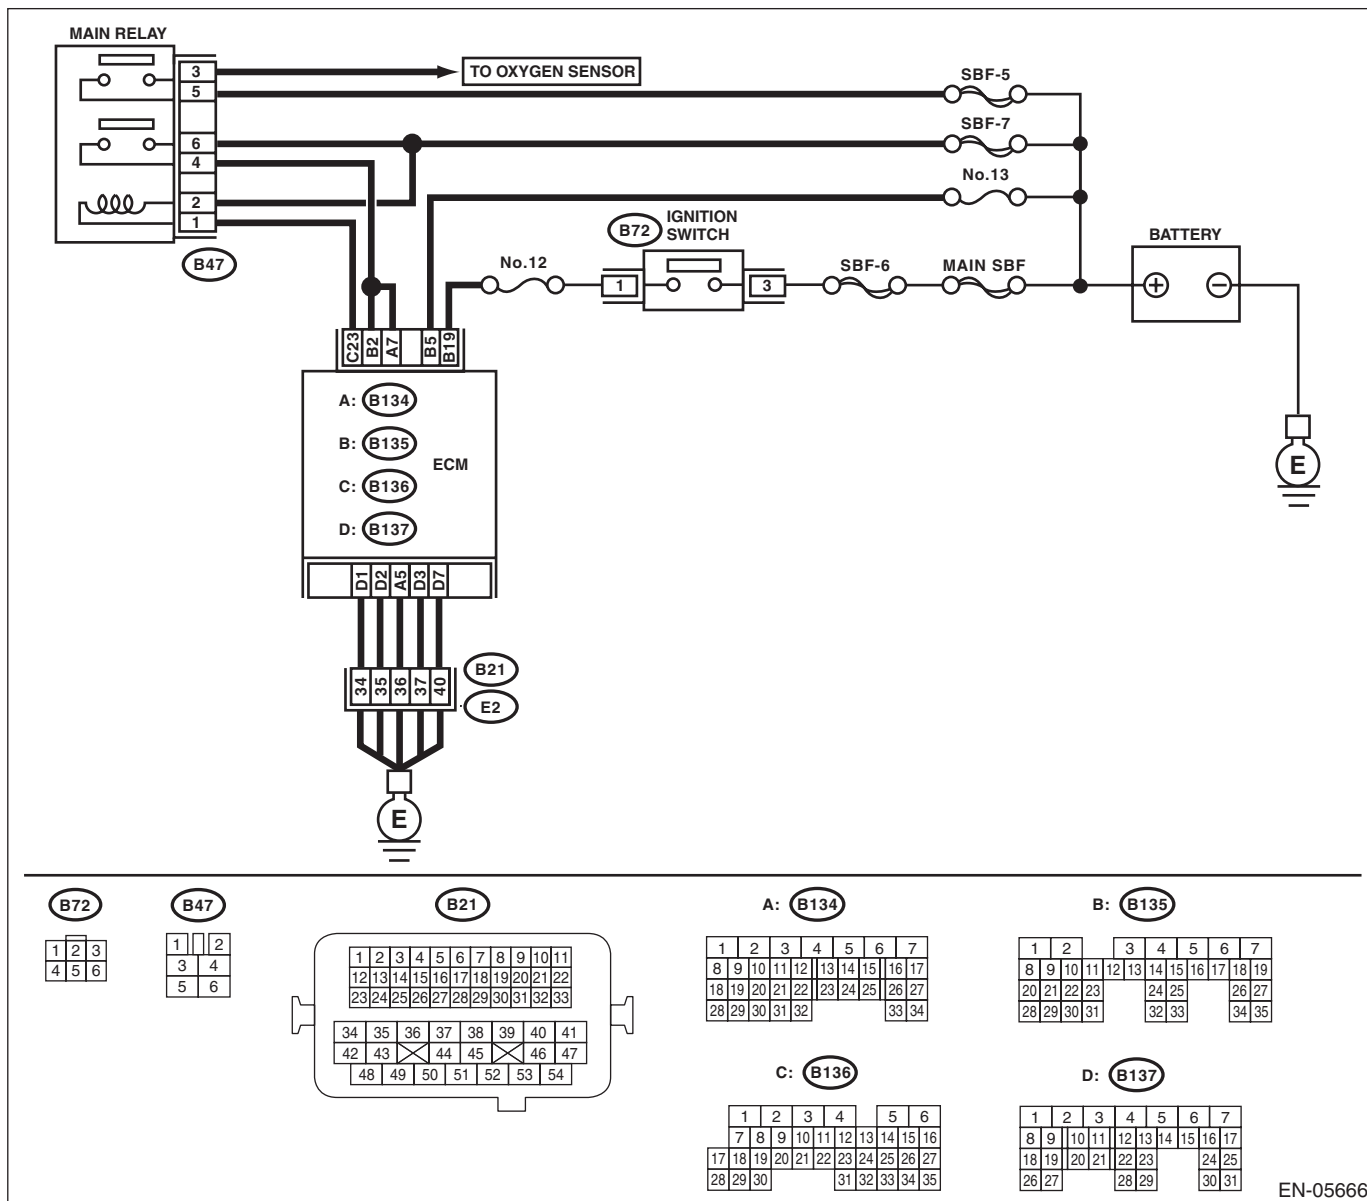 MAIN RELAY
3
TO OXYGEN SENSOR
SBF-5
5
SBF-7
6
4
No.13
2
1
B47
B72
IGNITION
SWITCH
No.12
1
3
SBF-6
MAIN SBF
BATTERY
+
−
E
C23 B2 A7 B5 B19
A: B134
B: B135
C: B136
D: B137
ECM
D1 D2 A5 D3 D7
34 35 36 37 40
B21
E2
E
B72
1 2 3
4 5 6
B47
1 2
3 4
5 6
B21
1 2 3 4 5 6 7 8 9 10 11
12 13 14 15 16 17 18 19 20 21 22
23 24 25 26 27 28 29 30 31 32 33
34 35 36 37 38 39 40 41
42 43 44 45 46 47
48 49 50 51 52 53 54
A: B134
1 2 3 4 5 6 7
8 9 10 11 12 13 14 15 16 17
18 19 20 21 22 23 24 25 26 27
28 29 30 31 32 33 34
B: B135
1 2 3 4 5 6 7
8 9 10 11 12 13 14 15 16 17 18 19
20 21 22 23 24 25 26 27
28 29 30 31 32 33 34 35
C: B136
1 2 3 4 5 6
7 8 9 10 11 12 13 14 15 16
17 18 19 20 21 22 23 24 25 26 27
28 29 30 31 32 33 34 35
D: B137
1 2 3 4 5 6 7
8 9 10 11 12 13 14 15 16 17
18 19 20 21 22 23 24 25
26 27 28 29 30 31
EN-05666